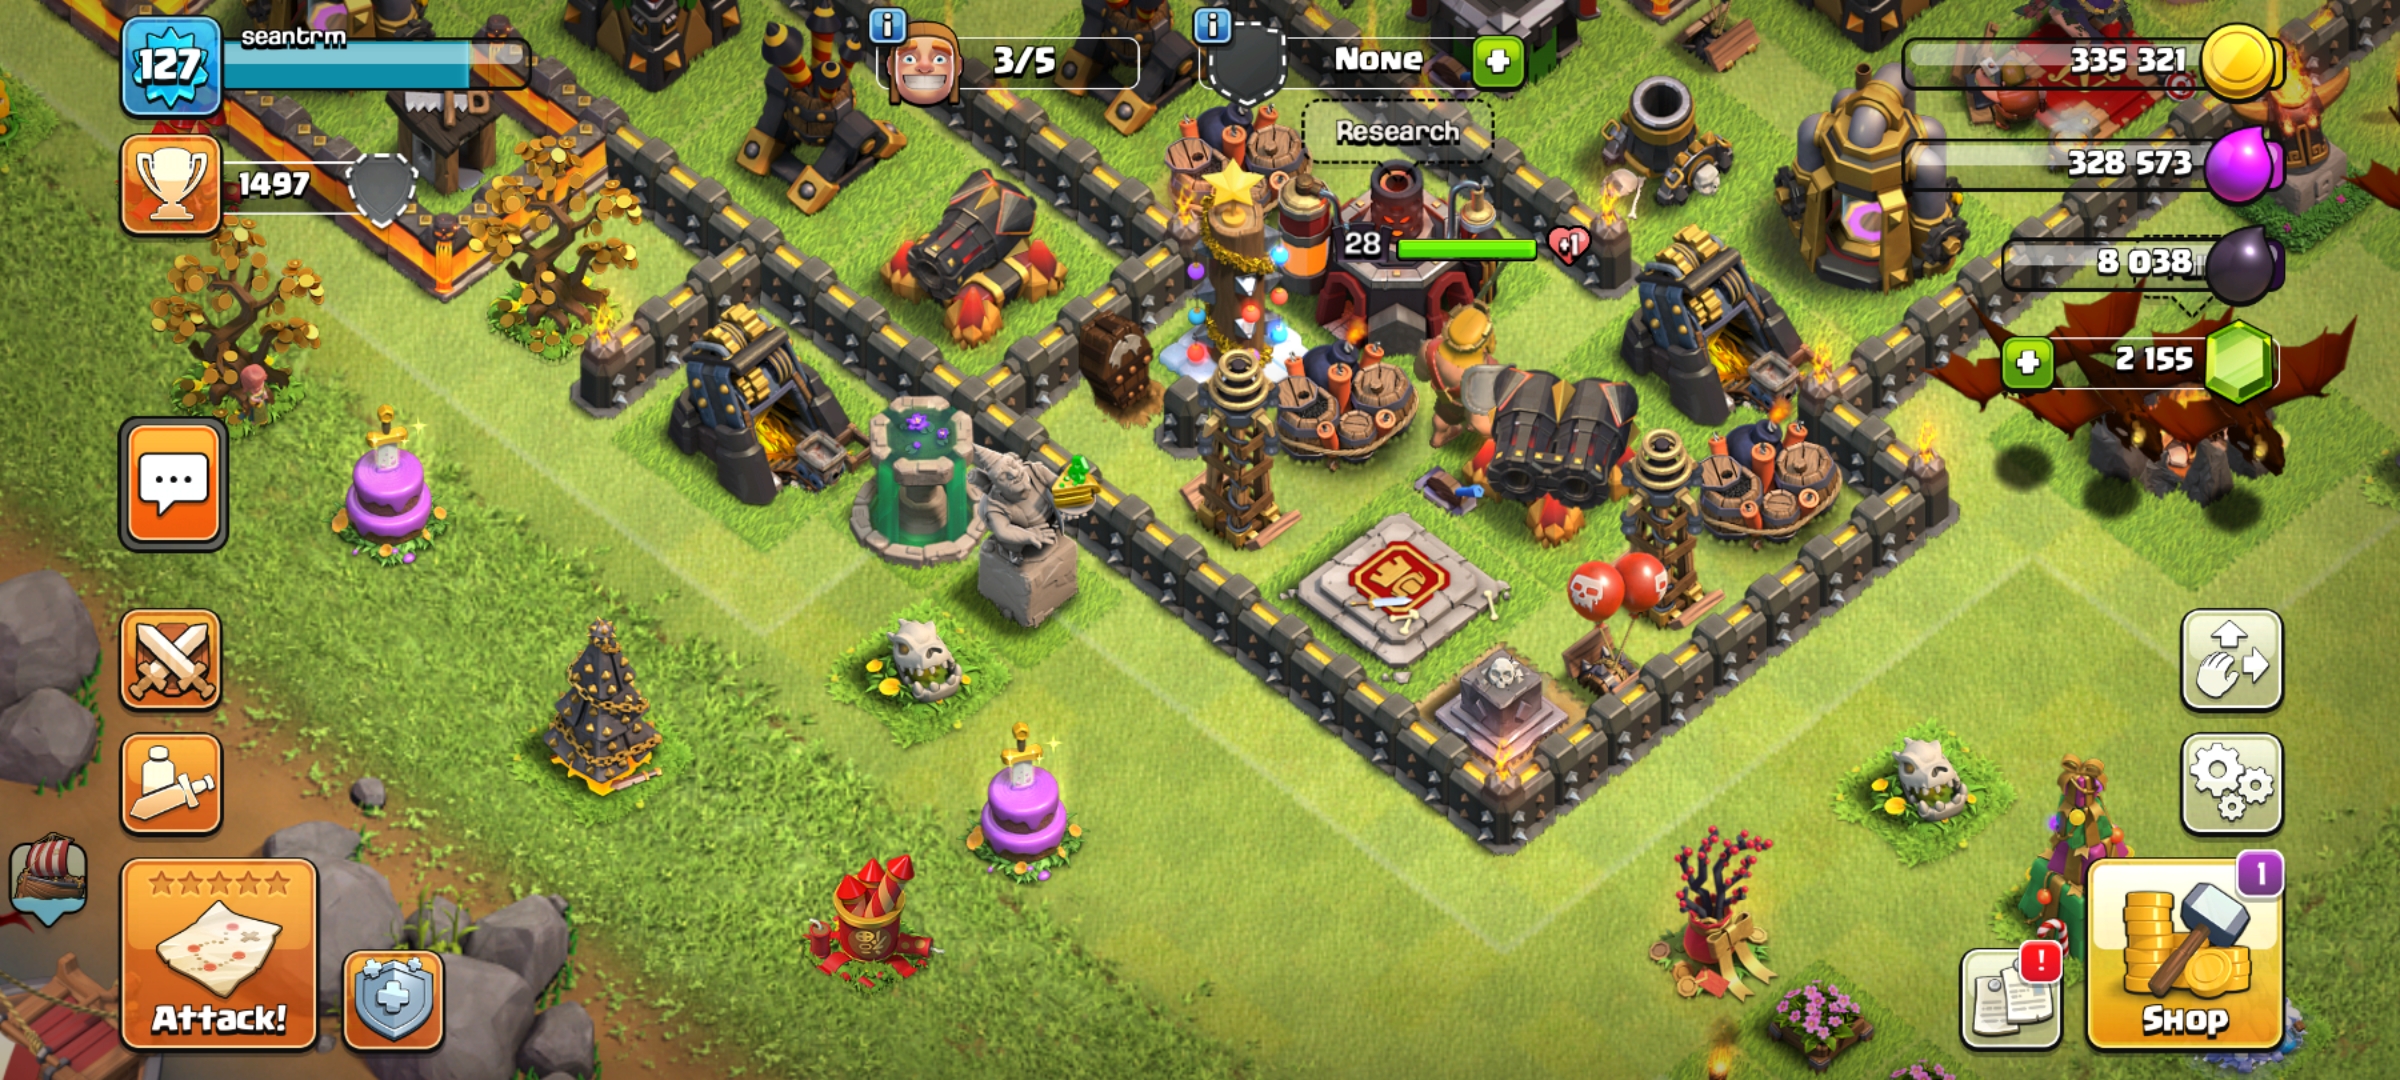 127
seantrm
3/5
None
335 321
Research
328 573
1497
28
+1
8 038
2 155
1
!
Attack!
Shop